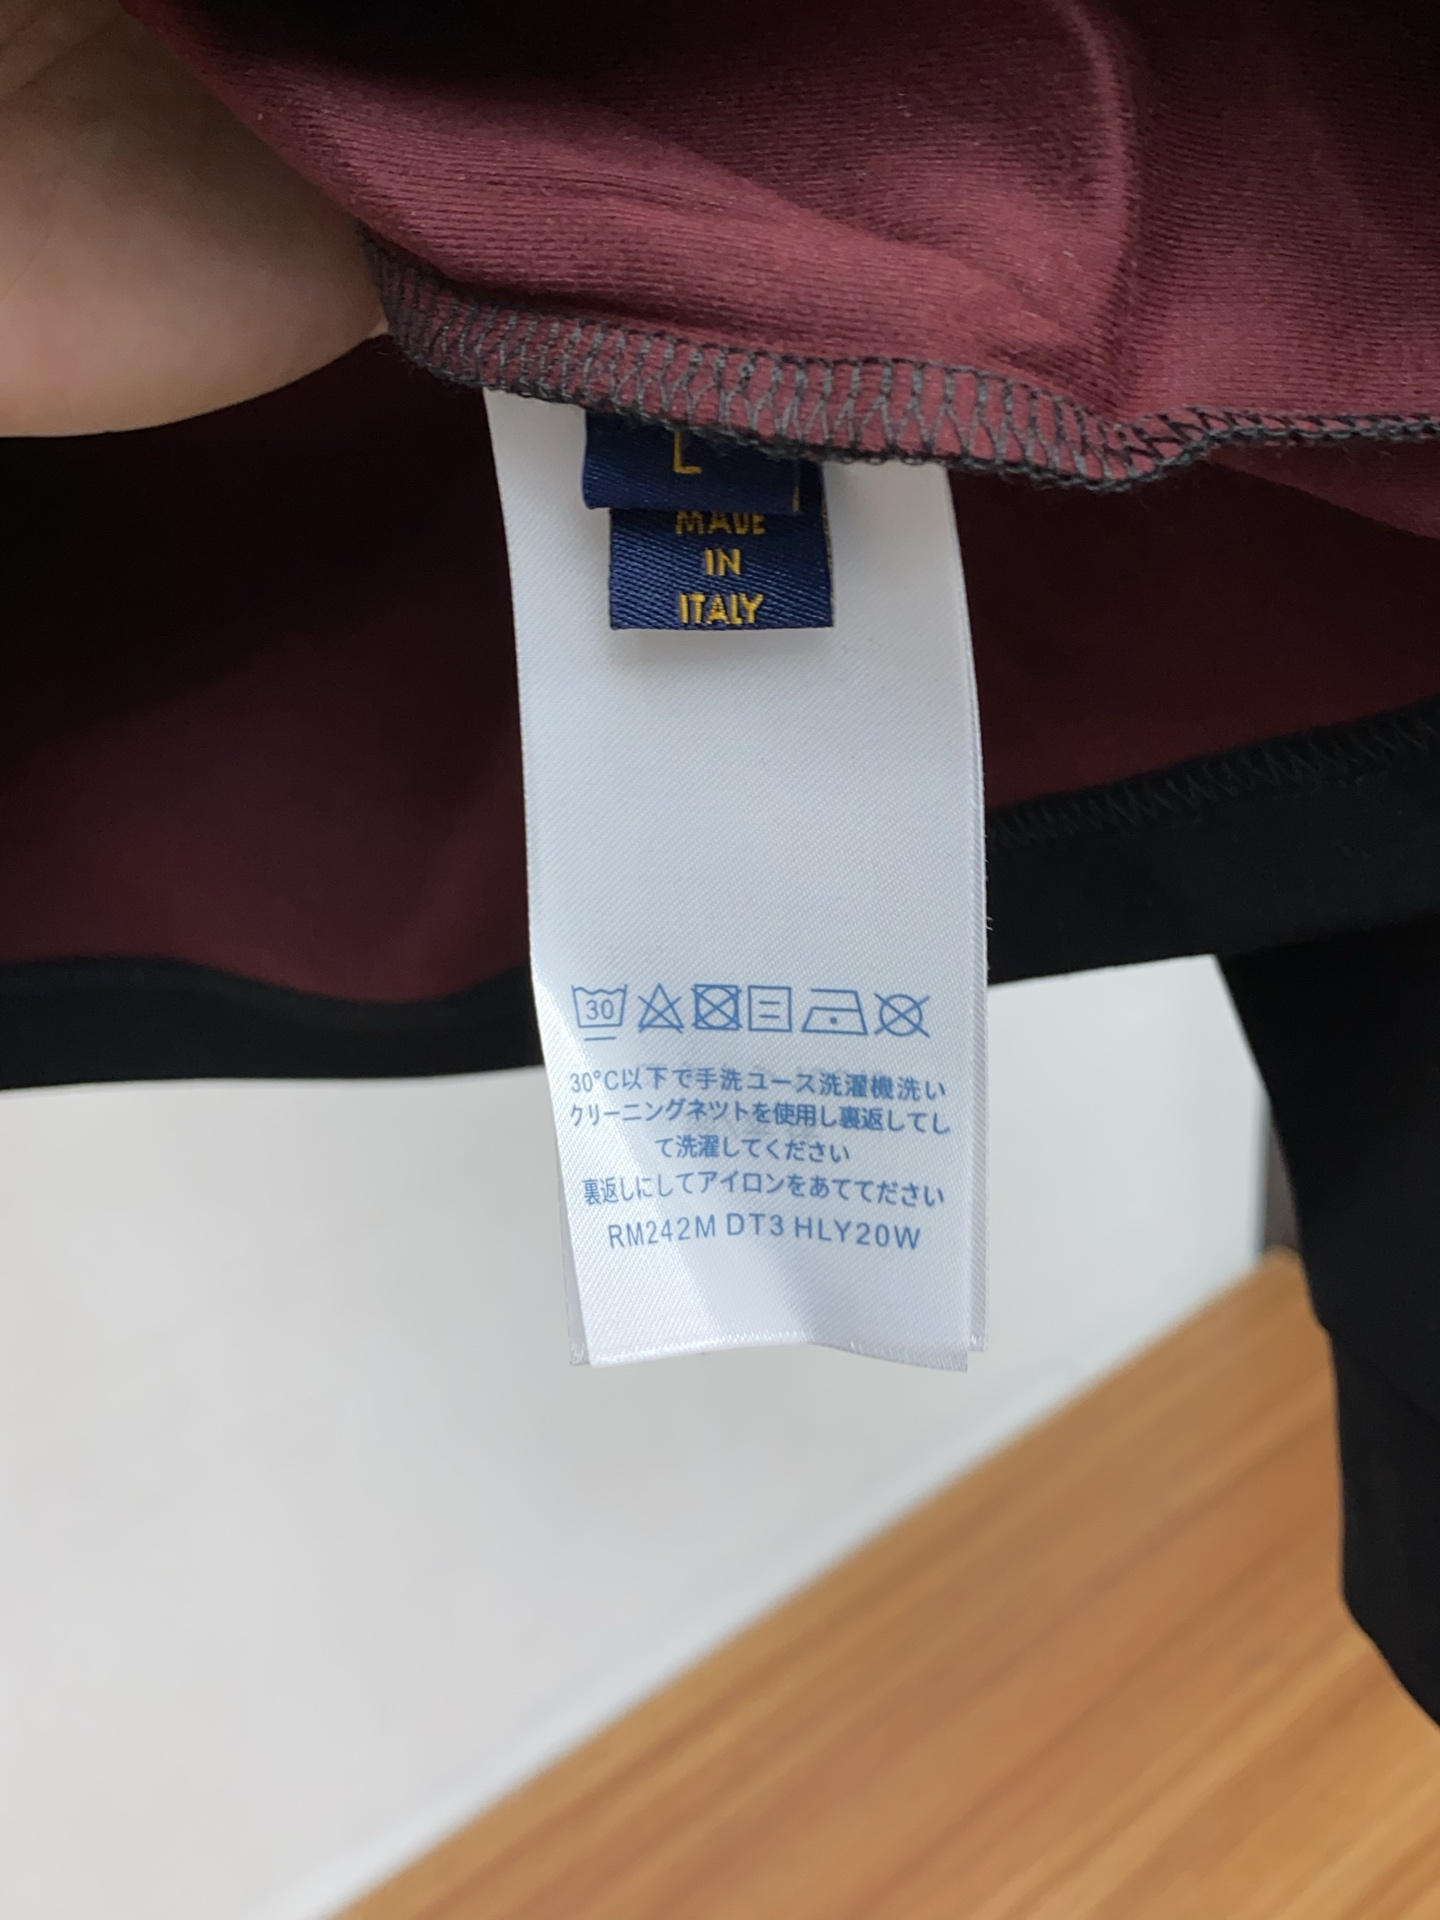 L
MADE
IN
ITALY
30
30°C以下で手洗ユース洗濯機洗い
クリーニングネツトを使用し裏返してし
て洗濯してください
裏返しにしてアイロンをあててださい
RM242M DT3 HLY20W